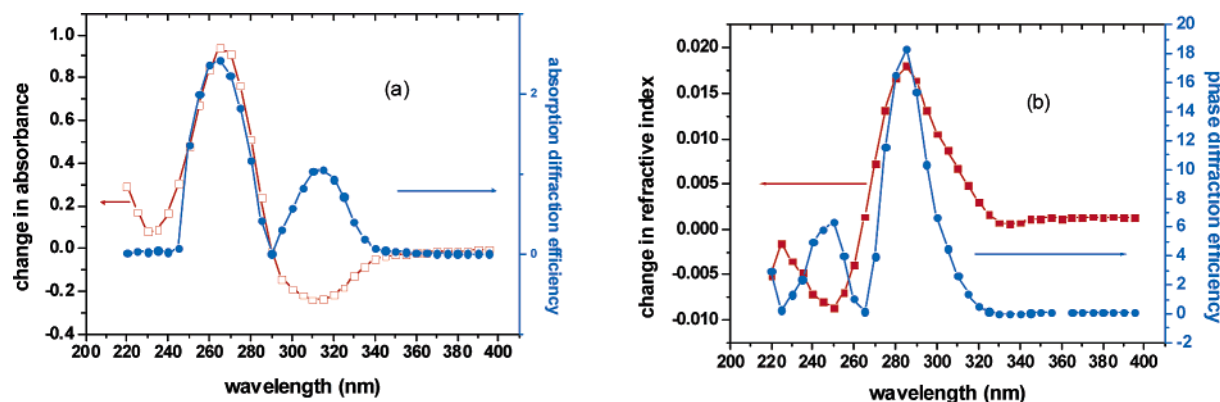 1.0
0.8
0.6
0.4
0.2
0.0
-0.2
-0.4
change in absorbance
(a)
2
0
absorption diffraction efficiency
200 220 240 260 280 300 320 340 360 380 400
wavelength (nm)
0.020
0.015
0.010
0.005
0.000
-0.005
-0.010
change in refractive index
(b)
20
18
16
14
12
10
8
6
4
2
0
-2
phase diffraction efficiency
200 220 240 260 280 300 320 340 360 380 400
wavelength (nm)